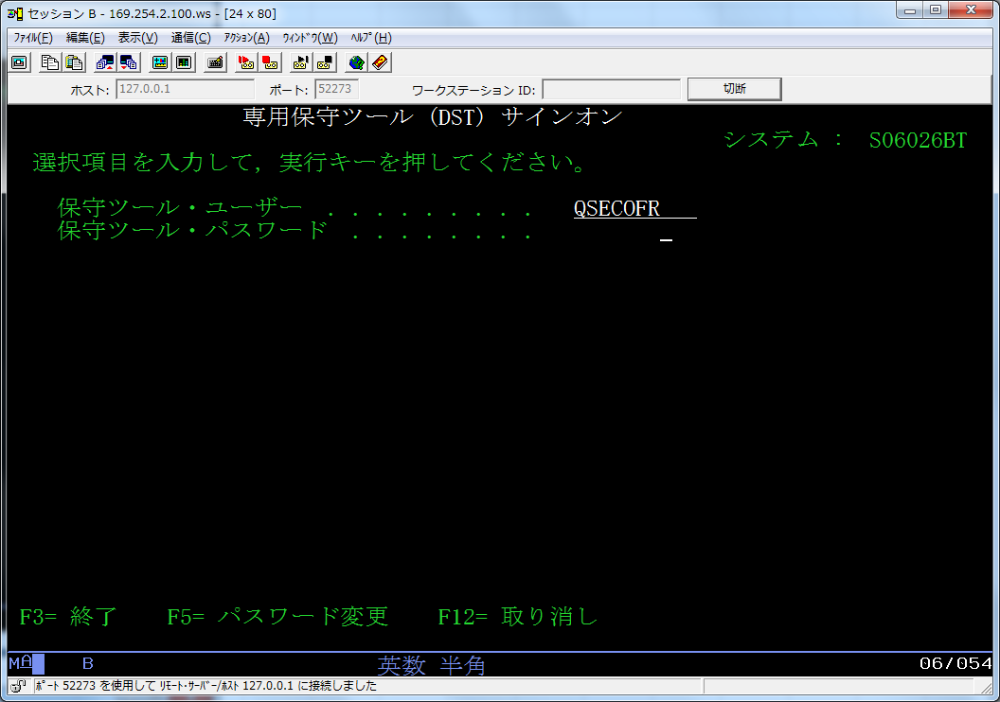 セッション B - 169.254.2.100.ws - [24 x 80]
ﾌｧｲﾙ(F) 編集(E) 表示(V) 通信(C) ｱｸｼｮﾝ(A) ｳｨﾝﾄﾞｳ(W) ﾍﾙﾌﾟ(H)
ホスト: 127.0.0.1 ポート: 52273 ワークステーション ID: 切断
専用保守ツール (DST) サインオン
システム : S06026BT
選択項目を入力して, 実行キーを押してください。
保守ツール・ユーザー . . . . . . . . . QSECOFR
保守ツール・パスワード . . . . . . . .
F3= 終了 F5= パスワード変更 F12= 取り消し
MA B 英数 半角 06/054
ﾎﾟｰﾄ 52273 を使用して ﾘﾓｰﾄ･ｻｰﾊﾞｰ/ﾎｽﾄ 127.0.0.1 に接続しました